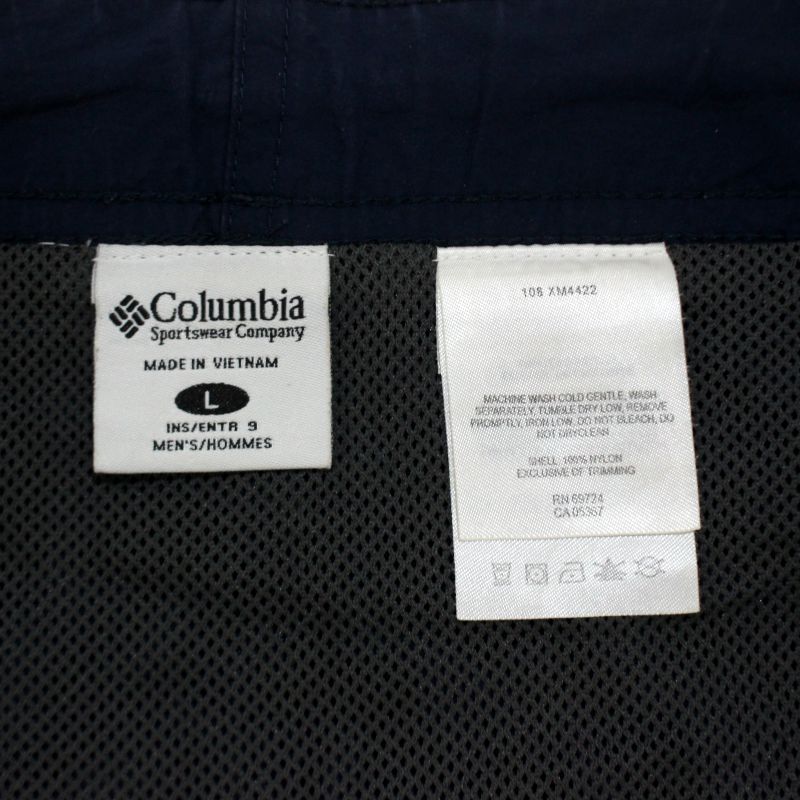 Columbia
Sportswear Company
MADE IN VIETNAM
L
INS/ENTR 9
MEN'S/HOMMES
108 XM4422
MACHINE WASH COLD GENTLE, WASH
SEPARATELY, TUMBLE DRY LOW, REMOVE
PROMPTLY, IRON LOW, DO NOT BLEACH, DO
NOT DRYCLEAN
SHELL: 100% NYLON
EXCLUSIVE OF TRIMMING
RN 69724
CA 05367